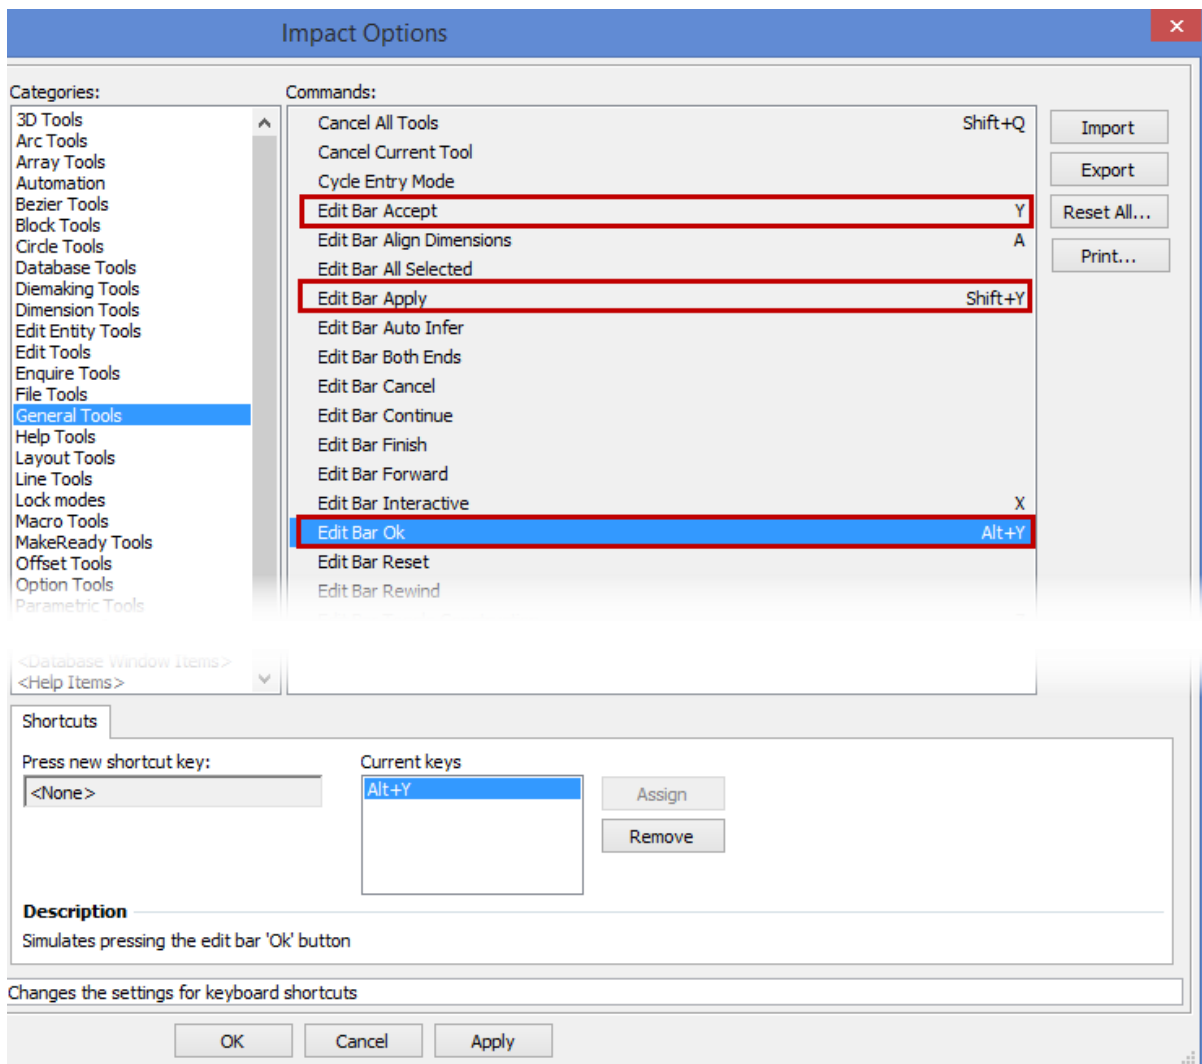 Impact Options
Categories:
3D Tools
Arc Tools
Array Tools
Automation
Bezier Tools
Block Tools
Circle Tools
Database Tools
Diemaking Tools
Dimension Tools
Edit Entity Tools
Edit Tools
Enquire Tools
File Tools
General Tools
Help Tools
Layout Tools
Line Tools
Lock modes
Macro Tools
MakeReady Tools
Offset Tools
Option Tools
Parametric Tools
<Database Window Items>
<Help Items>
Commands:
Cancel All Tools Shift+Q
Cancel Current Tool
Cycle Entry Mode
Edit Bar Accept Y
Edit Bar Align Dimensions A
Edit Bar All Selected
Edit Bar Apply Shift+Y
Edit Bar Auto Infer
Edit Bar Both Ends
Edit Bar Cancel
Edit Bar Continue
Edit Bar Finish
Edit Bar Forward
Edit Bar Interactive X
Edit Bar Ok Alt+Y
Edit Bar Reset
Edit Bar Rewind
Import
Export
Reset All...
Print...
Shortcuts
Press new shortcut key:
<None>
Current keys
Alt+Y
Assign
Remove
Description
Simulates pressing the edit bar 'Ok' button
Changes the settings for keyboard shortcuts
OK Cancel Apply